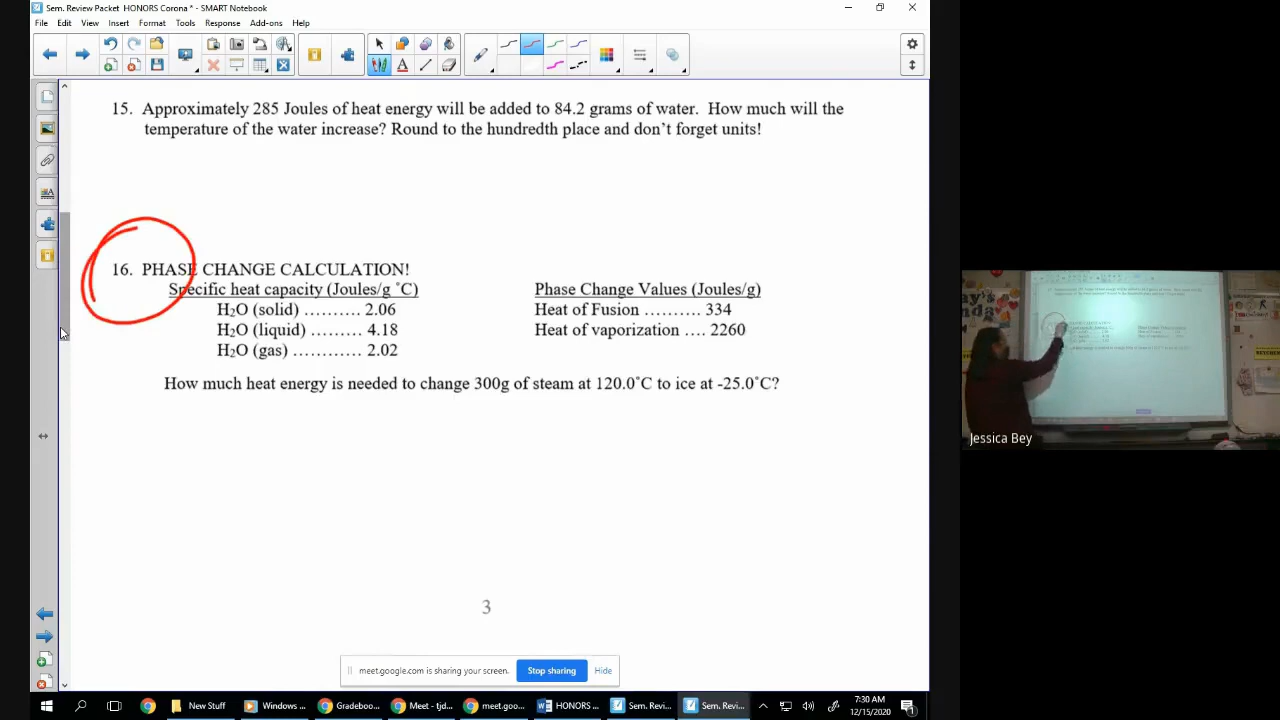 Sem. Review Packet HONORS Corona * - SMART Notebook
File Edit View Insert Format Tools Response Add-ons Help
15. Approximately 285 Joules of heat energy will be added to 84.2 grams of water. How much will the
temperature of the water increase? Round to the hundredth place and don't forget units!
16. PHASE CHANGE CALCULATION!
Specific heat capacity (Joules/g ˚C) Phase Change Values (Joules/g)
H2O (solid) .......... 2.06 Heat of Fusion .......... 334
H2O (liquid) ........ 4.18 Heat of vaporization .... 2260
H2O (gas) ............ 2.02
How much heat energy is needed to change 300g of steam at 120.0˚C to ice at -25.0˚C?
3
Jessica Bey
meet.google.com is sharing your screen. Stop sharing Hide
New Stuff Windows ... Gradeboo... Meet - tjd... meet.goo... HONORS ... Sem. Revi... Sem. Revi...
7:30 AM
12/15/2020